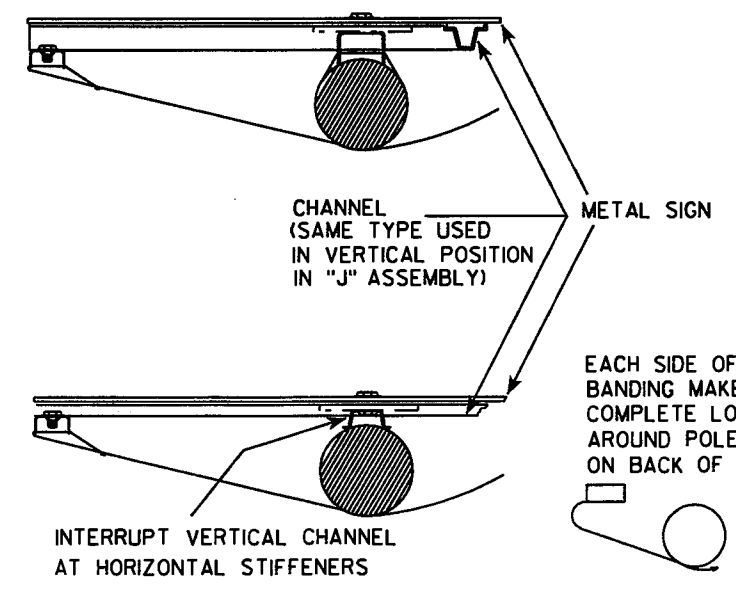 CHANNEL
(SAME TYPE USED
IN VERTICAL POSITION
IN "J" ASSEMBLY)
METAL SIGN
EACH SIDE OF
BANDING MAKE
COMPLETE LO
AROUND POLE
ON BACK OF
INTERRUPT VERTICAL CHANNEL
AT HORIZONTAL STIFFENERS